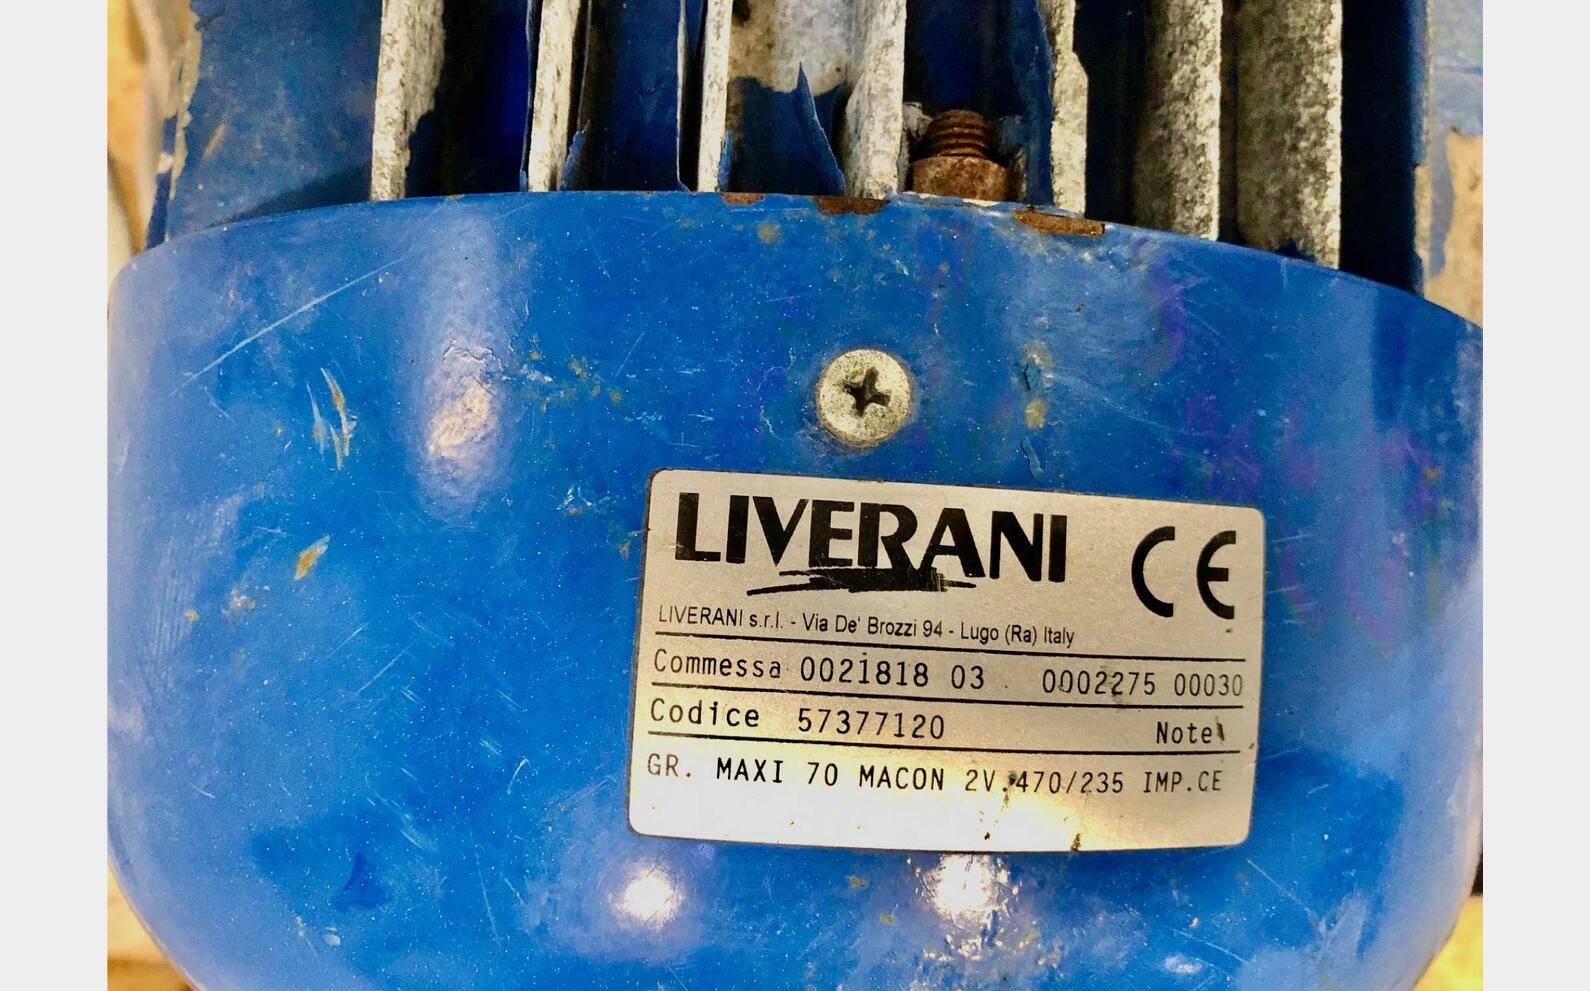 LIVERANI CE
LIVERANI s.r.l. - Via De' Brozzi 94 - Lugo (Ra) Italy
Commessa 0021818 03 0002275 00030
Codice 57377120 Note
GR. MAXI 70 MACON 2V.470/235 IMP.CE